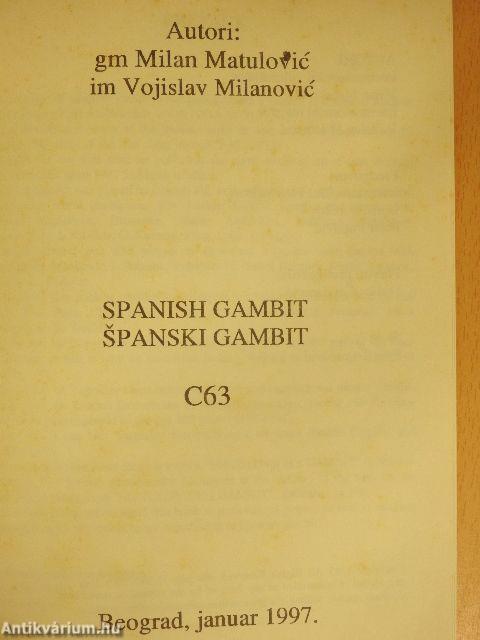 Autori:
gm Milan Matulović
im Vojislav Milanović
SPANISH GAMBIT
ŠPANSKI GAMBIT
C63
Beograd, januar 1997.
Antikvárium.hu